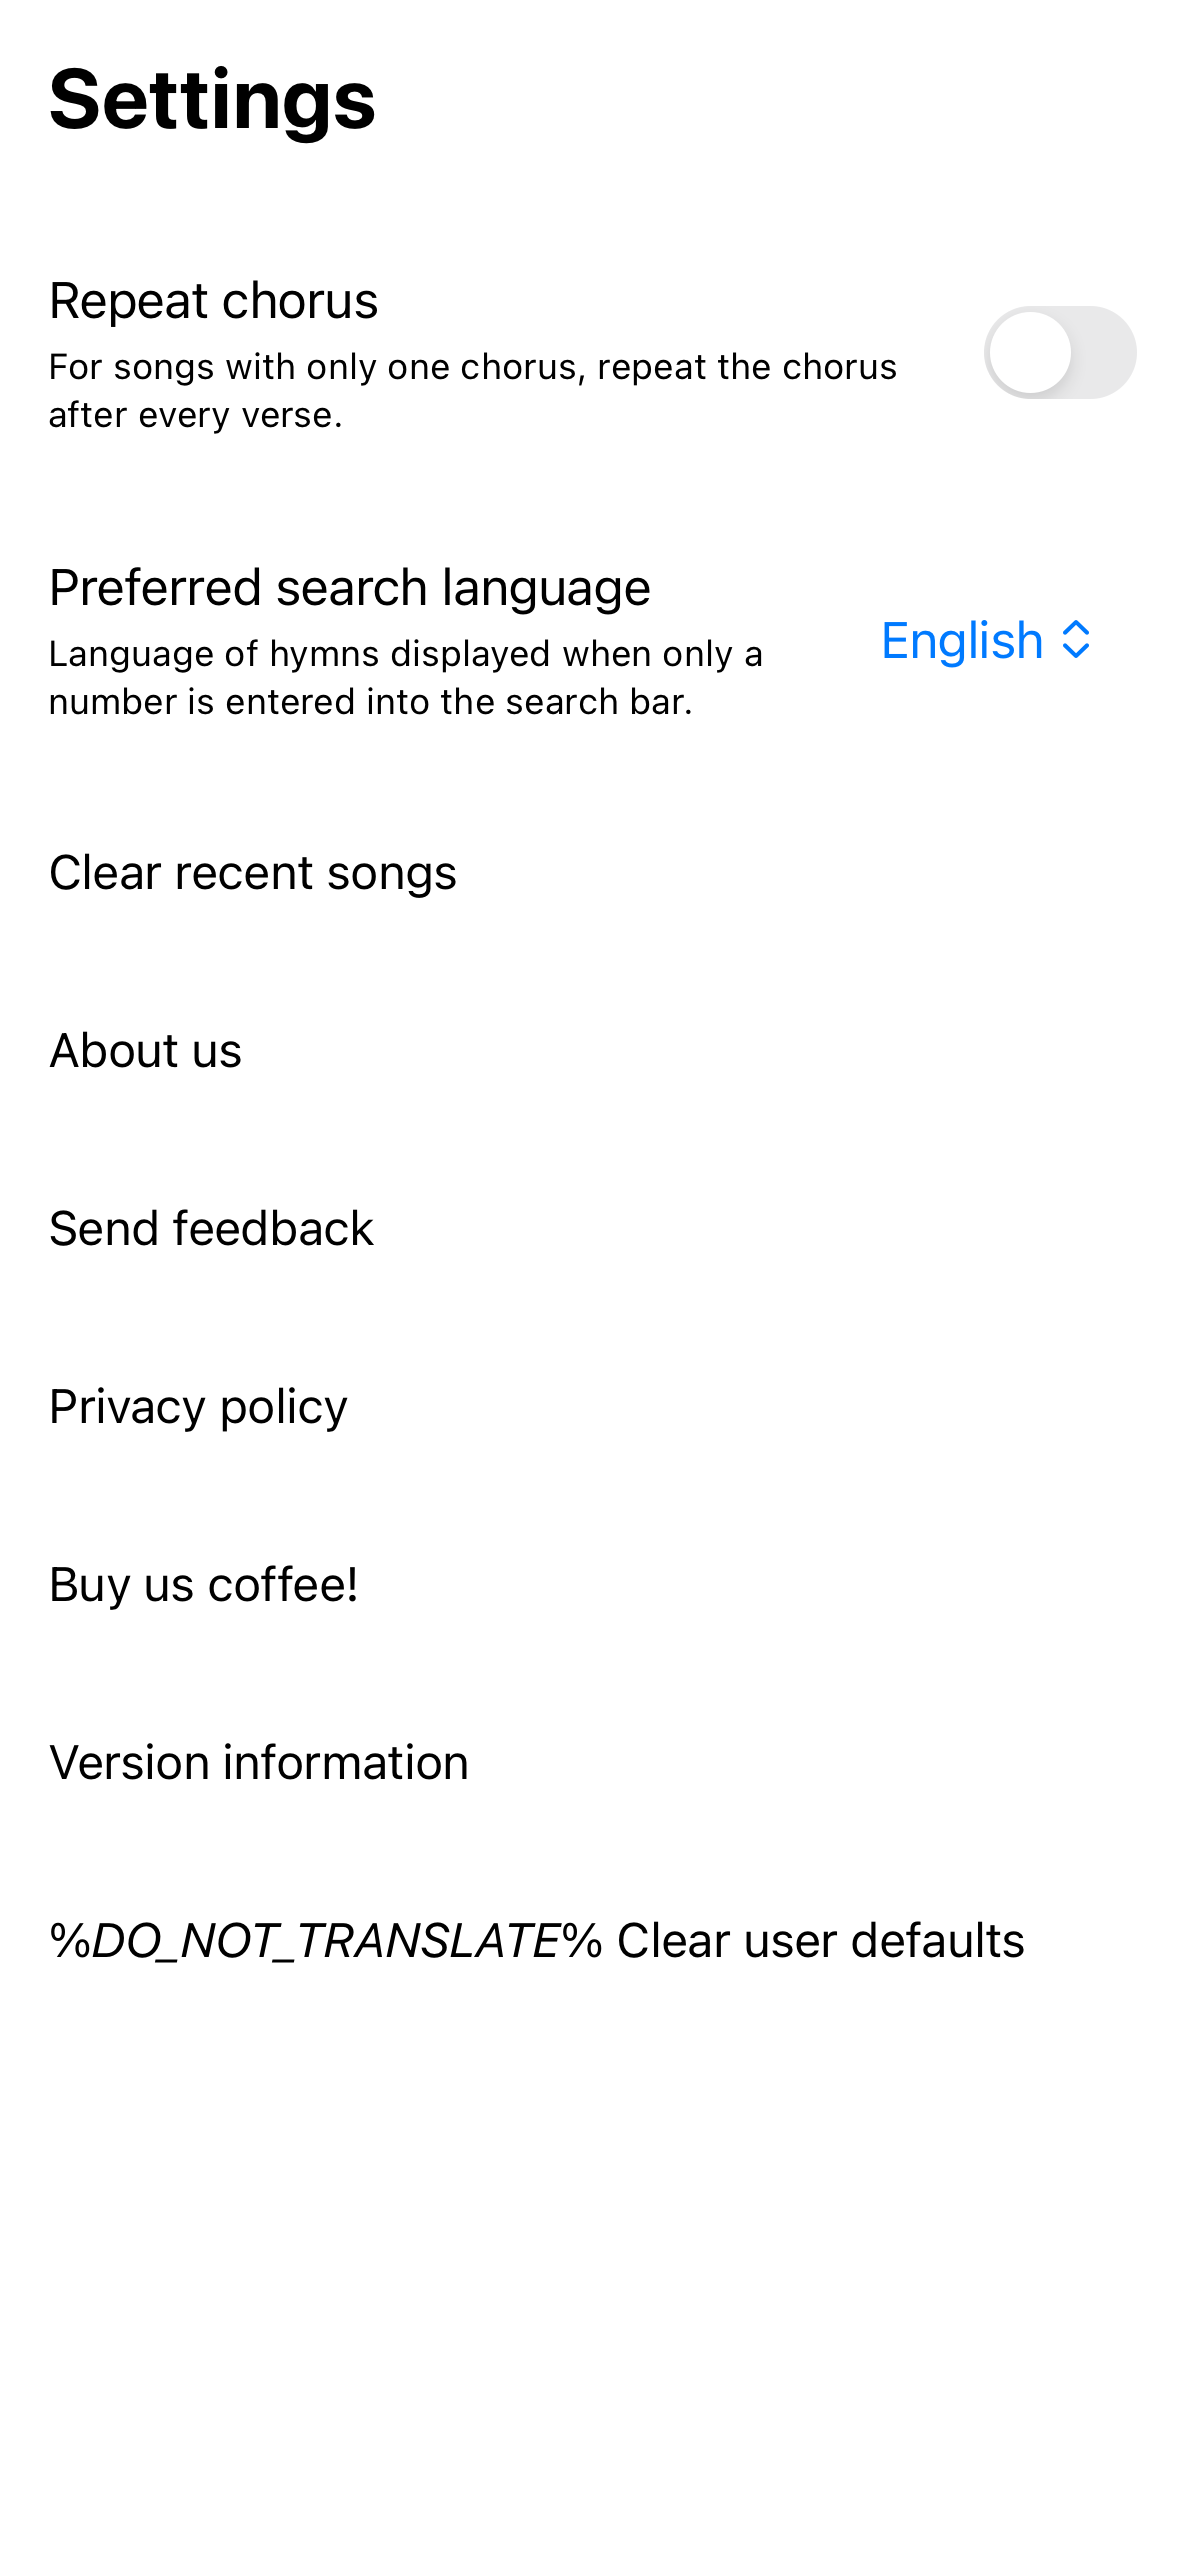 Settings
Repeat chorus
For songs with only one chorus, repeat the chorus
after every verse.
Preferred search language
Language of hymns displayed when only a
number is entered into the search bar.
English
Clear recent songs
About us
Send feedback
Privacy policy
Buy us coffee!
Version information
%DO_NOT_TRANSLATE% Clear user defaults